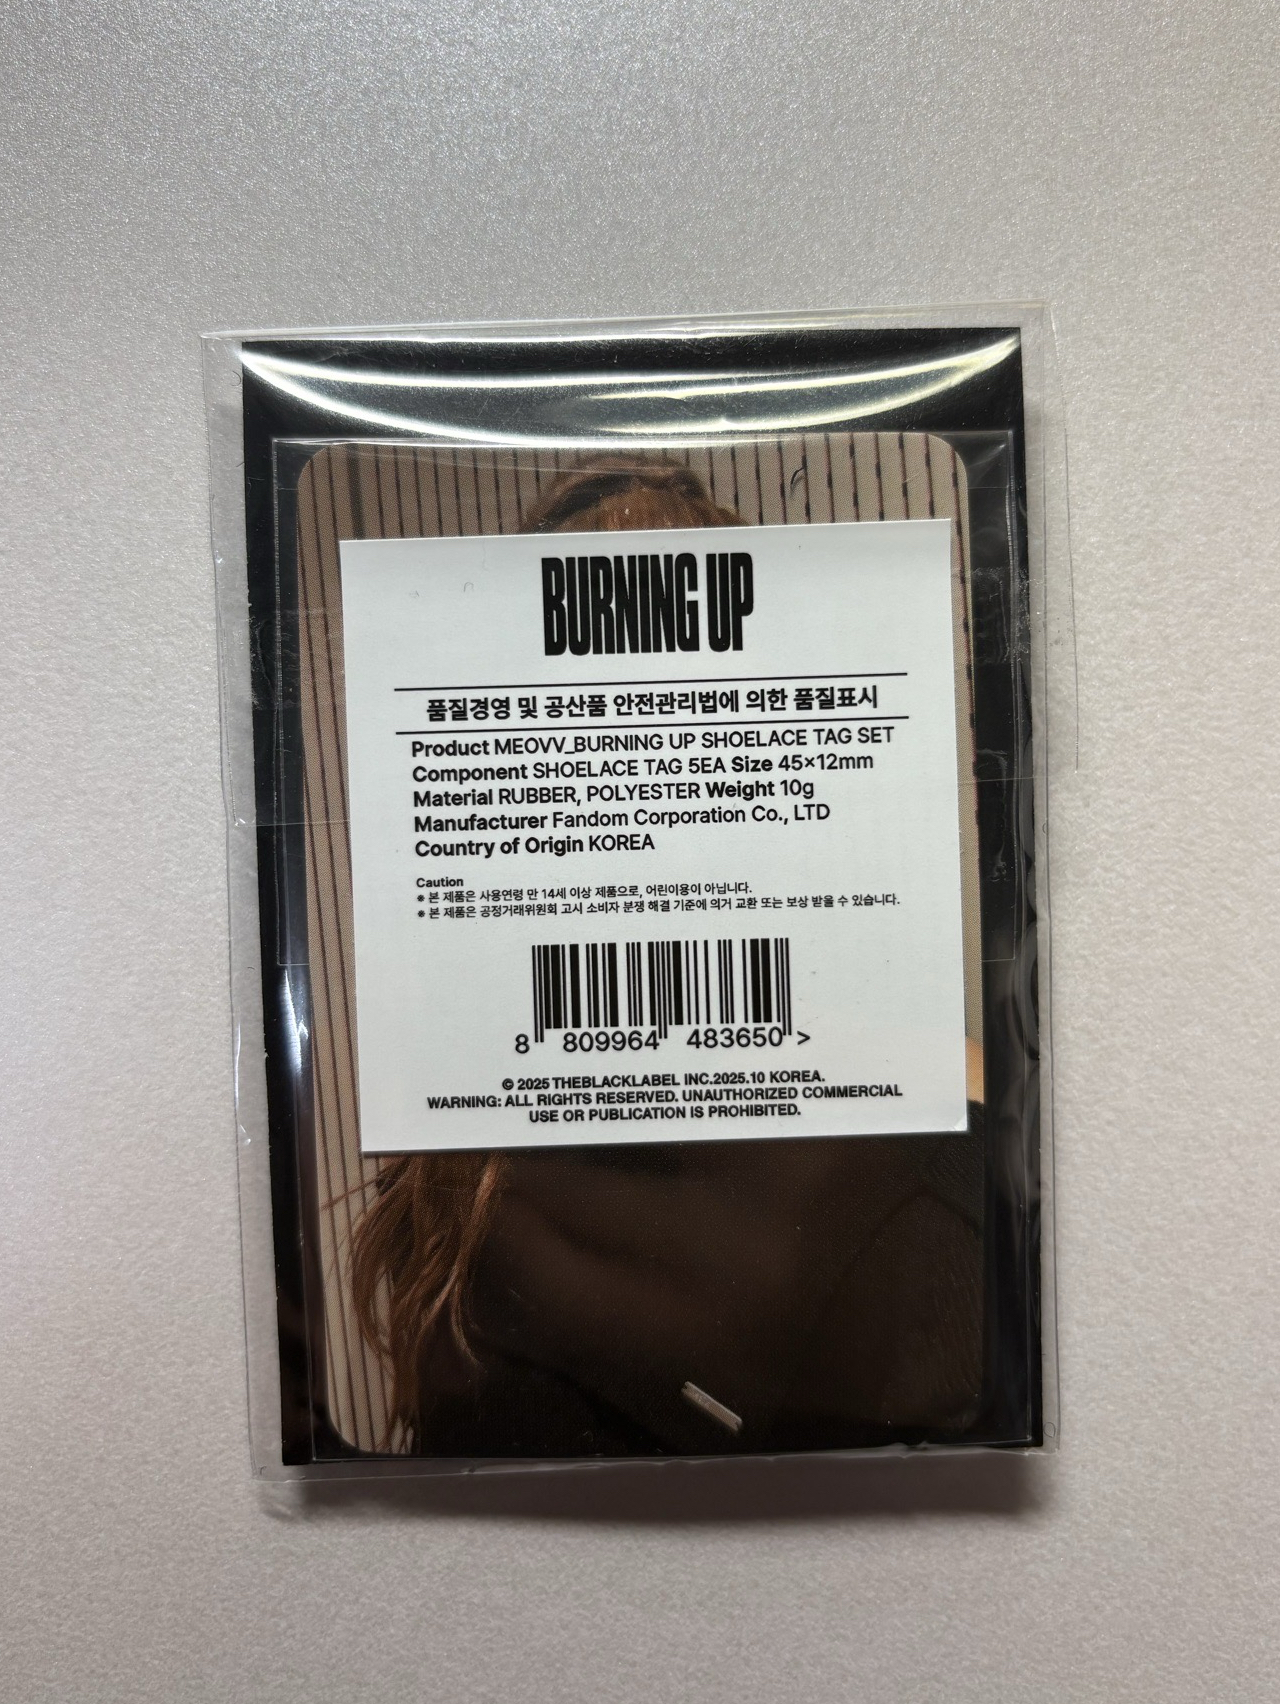 BURNING UP
품질경영 및 공산품 안전관리법에 의한 품질표시
Product MEOVV_BURNING UP SHOELACE TAG SET
Component SHOELACE TAG 5EA Size 45×12mm
Material RUBBER, POLYESTER Weight 10g
Manufacturer Fandom Corporation Co., LTD
Country of Origin KOREA
Caution
※ 본 제품은 사용연령 만 14세 이상 제품으로, 어린이용이 아닙니다.
※ 본 제품은 공정거래위원회 고시 소비자 분쟁 해결 기준에 의거 교환 또는 보상 받을 수 있습니다.
8 809964 483650 >
© 2025 THEBLACKLABEL INC.2025.10 KOREA.
WARNING: ALL RIGHTS RESERVED. UNAUTHORIZED COMMERCIAL
USE OR PUBLICATION IS PROHIBITED.